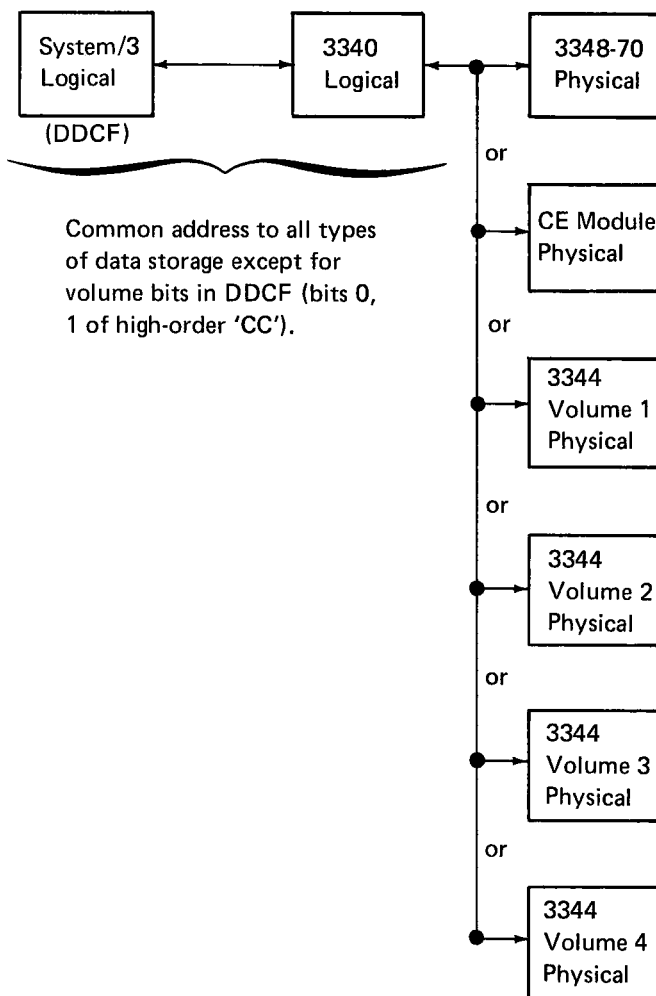 System/3
Logical
(DDCF)
3340
Logical
3348-70
Physical
or
CE Module
Physical
Common address to all types
of data storage except for
volume bits in DDCF (bits 0,
1 of high-order 'CC').
or
3344
Volume 1
Physical
or
3344
Volume 2
Physical
or
3344
Volume 3
Physical
or
3344
Volume 4
Physical